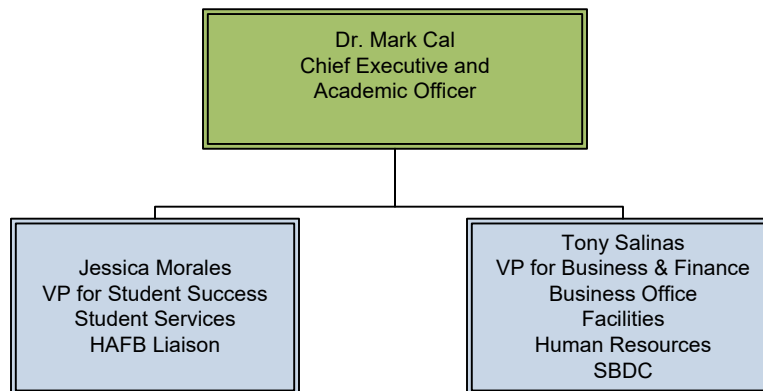 Dr. Mark Cal
Chief Executive and
Academic Officer
Jessica Morales
VP for Student Success
Student Services
HAFB Liaison
Tony Salinas
VP for Business & Finance
Business Office
Facilities
Human Resources
SBDC